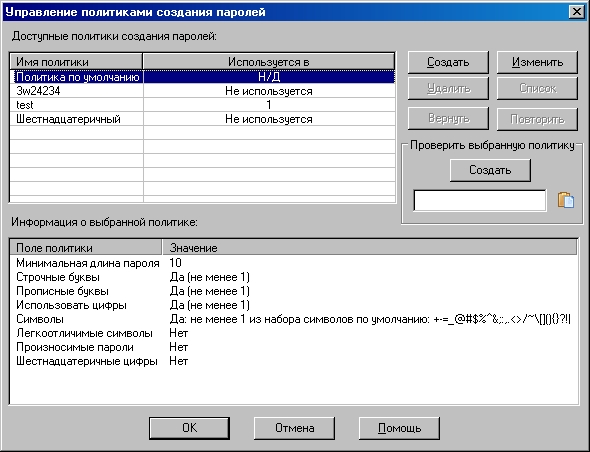 Управление политиками создания паролей
Доступные политики создания паролей:
Имя политики Используется в
Политика по умолчанию Н/Д
3w24234 Не используется
test 1
Шестнадцатеричный Не используется
Создать Изменить
Удалить Список
Вернуть Повторить
Проверить выбранную политику
Создать
Информация о выбранной политике:
Поле политики Значение
Минимальная длина пароля 10
Строчные буквы Да (не менее 1)
Прописные буквы Да (не менее 1)
Использовать цифры Да (не менее 1)
Символы Да: не менее 1 из набора символов по умолчанию: +-=_@#$%^&;:,.<>/~\[](){}?!|
Легкоотличимые символы Нет
Произносимые пароли Нет
Шестнадцатеричные цифры Нет
OK Отмена Помощь